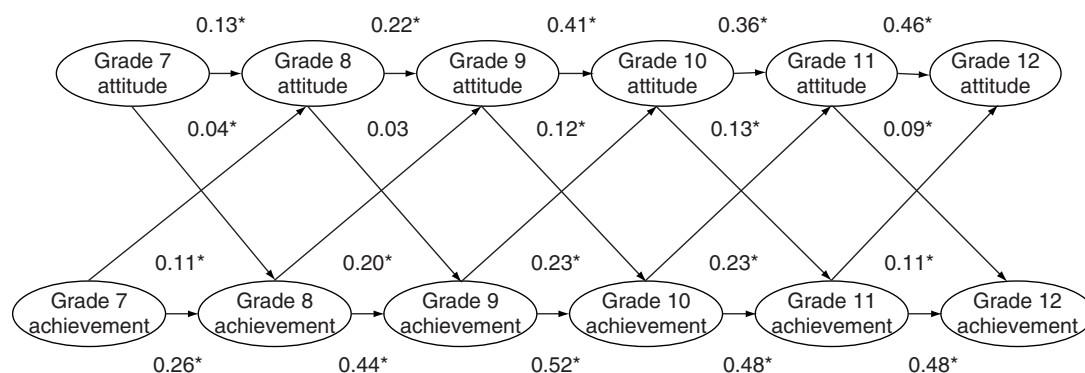 0.13* 0.22* 0.41* 0.36* 0.46*
Grade 7 Grade 8 Grade 9 Grade 10 Grade 11 Grade 12
attitude attitude attitude attitude attitude attitude
0.04* 0.03 0.12* 0.13* 0.09*
0.11* 0.20* 0.23* 0.23* 0.11*
Grade 7 Grade 8 Grade 9 Grade 10 Grade 11 Grade 12
achievement achievement achievement achievement achievement achievement
0.26* 0.44* 0.52* 0.48* 0.48*